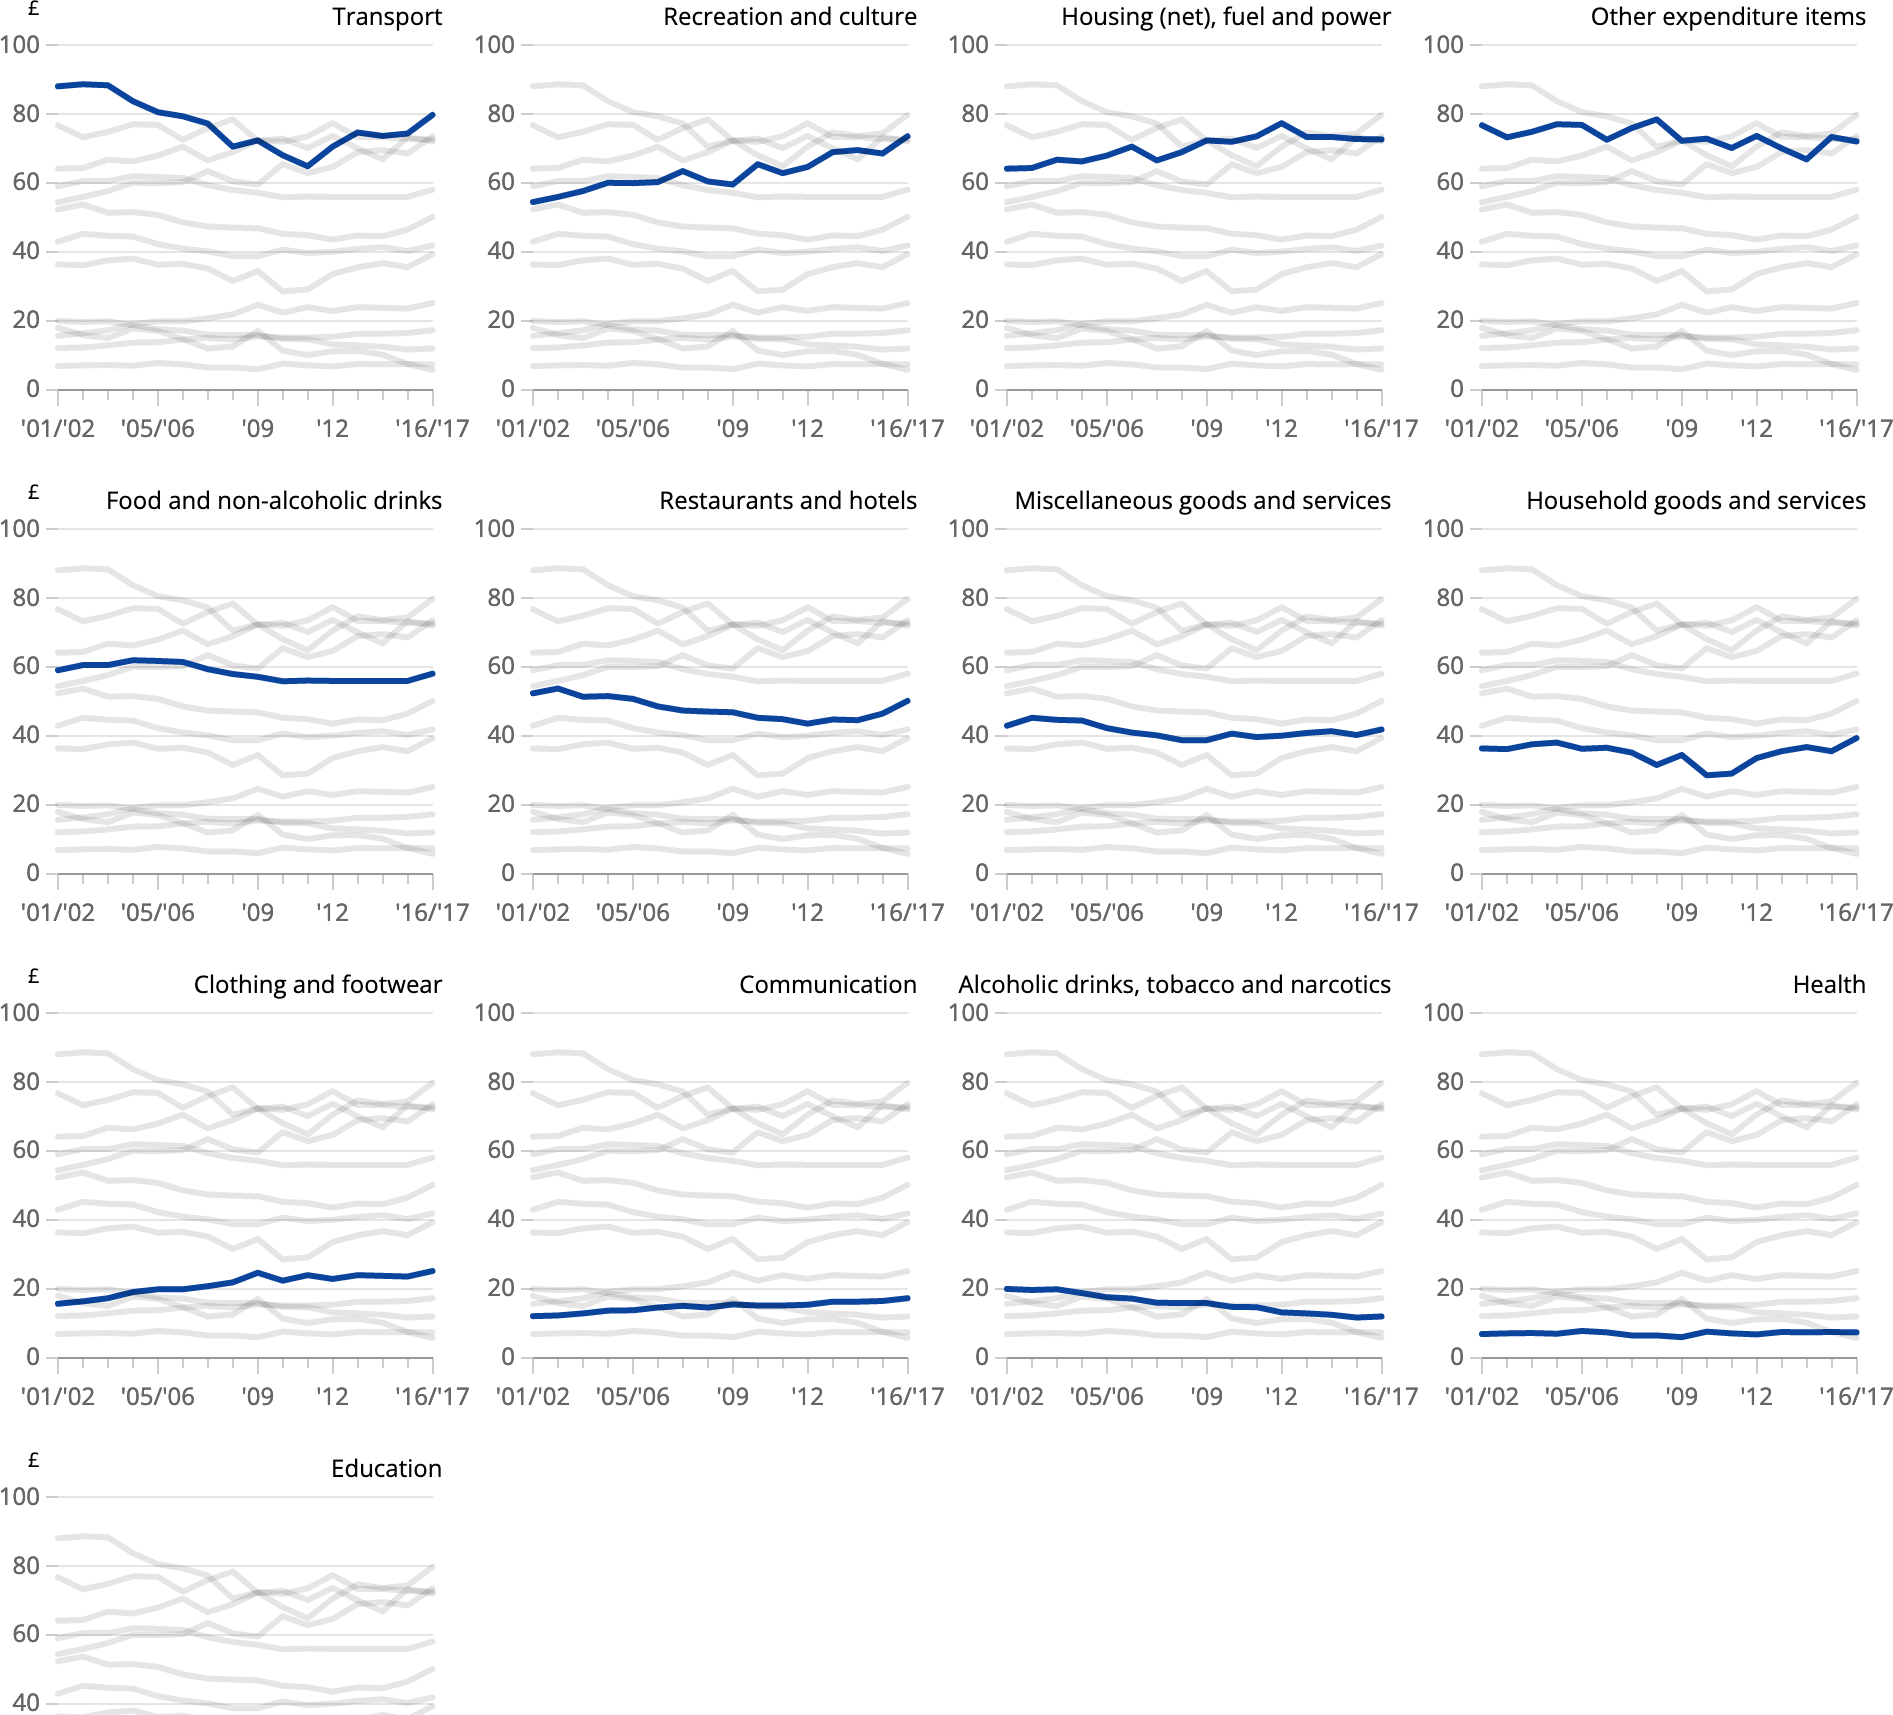 £ Transport Recreation and culture Housing (net), fuel and power Other expenditure items
100 100 100 100
80 80 80 80
60 60 60 60
40 40 40 40
20 20 20 20
0 0 0 0
'01/'02 '05/'06 '09 '12 '16/'17 '01/'02 '05/'06 '09 '12 '16/'17 '01/'02 '05/'06 '09 '12 '16/'17 '01/'02 '05/'06 '09 '12 '16/'17
£ Food and non-alcoholic drinks Restaurants and hotels Miscellaneous goods and services Household goods and services
100 100 100 100
80 80 80 80
60 60 60 60
40 40 40 40
20 20 20 20
0 0 0 0
'01/'02 '05/'06 '09 '12 '16/'17 '01/'02 '05/'06 '09 '12 '16/'17 '01/'02 '05/'06 '09 '12 '16/'17 '01/'02 '05/'06 '09 '12 '16/'17
£ Clothing and footwear Communication Alcoholic drinks, tobacco and narcotics Health
100 100 100 100
80 80 80 80
60 60 60 60
40 40 40 40
20 20 20 20
0 0 0 0
'01/'02 '05/'06 '09 '12 '16/'17 '01/'02 '05/'06 '09 '12 '16/'17 '01/'02 '05/'06 '09 '12 '16/'17 '01/'02 '05/'06 '09 '12 '16/'17
£ Education
100
80
60
40